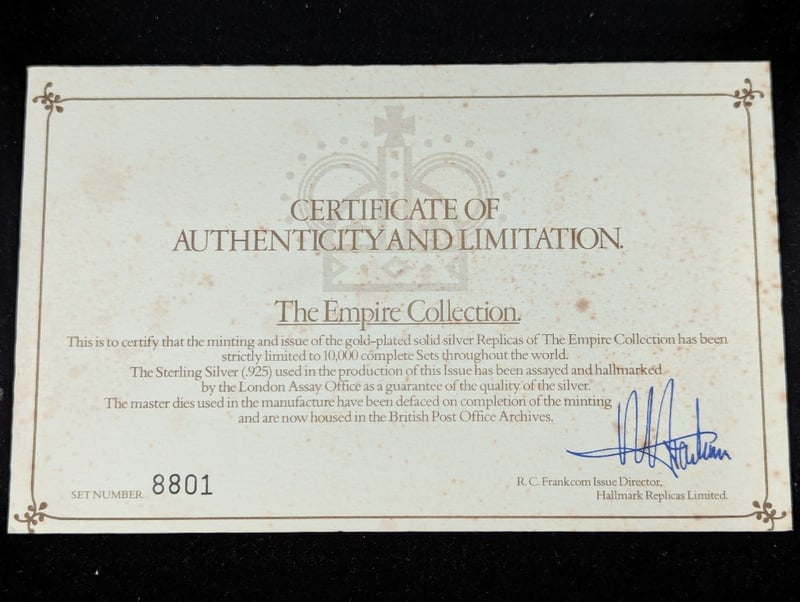 CERTIFICATE OF
AUTHENTICITY AND LIMITATION.
The Empire Collection.
This is to certify that the minting and issue of the gold-plated solid silver Replicas of The Empire Collection has been
strictly limited to 10,000 complete Sets throughout the world.
The Sterling Silver (.925) used in the production of this Issue has been assayed and hallmarked
by the London Assay Office as a guarantee of the quality of the silver.
The master dies used in the manufacture have been defaced on completion of the minting
and are now housed in the British Post Office Archives.
SET NUMBER. 8801
R. C. Frankcom Issue Director,
Hallmark Replicas Limited.